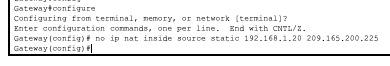 Gateway#configure
Configuring from terminal, memory, or network [terminal]?
Enter configuration commands, one per line. End with CNTL/Z.
Gateway(config)# no ip nat inside source static 192.168.1.20 209.165.200.225
Gateway(config)#